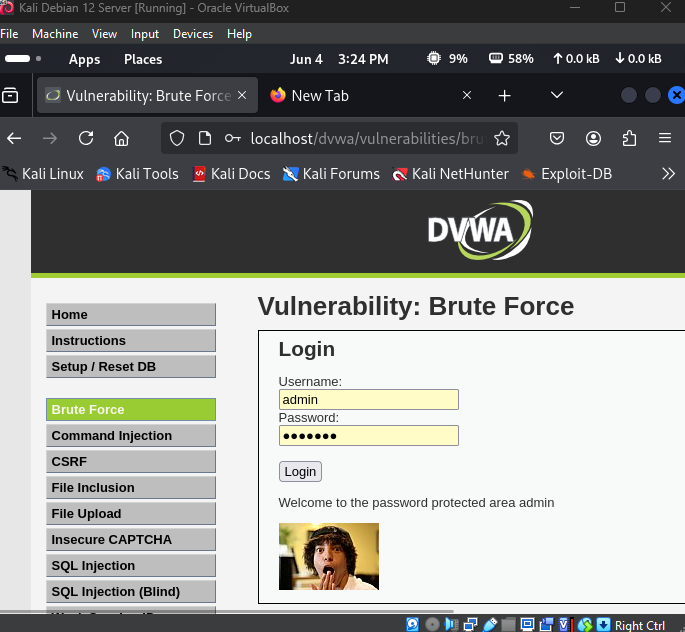 Kali Debian 12 Server [Running] - Oracle VirtualBox
File Machine View Input Devices Help
Apps Places Jun 4 3:24 PM 9% 58% 0.0 kB 0.0 kB
Vulnerability: Brute Force New Tab
localhost/dvwa/vulnerabilities/bru
Kali Linux Kali Tools Kali Docs Kali Forums Kali NetHunter Exploit-DB
DVWA
Vulnerability: Brute Force
Home
Instructions
Setup / Reset DB
Brute Force
Command Injection
CSRF
File Inclusion
File Upload
Insecure CAPTCHA
SQL Injection
SQL Injection (Blind)
Login
Username:
admin
Password:
●●●●●●●
Login
Welcome to the password protected area admin
Right Ctrl